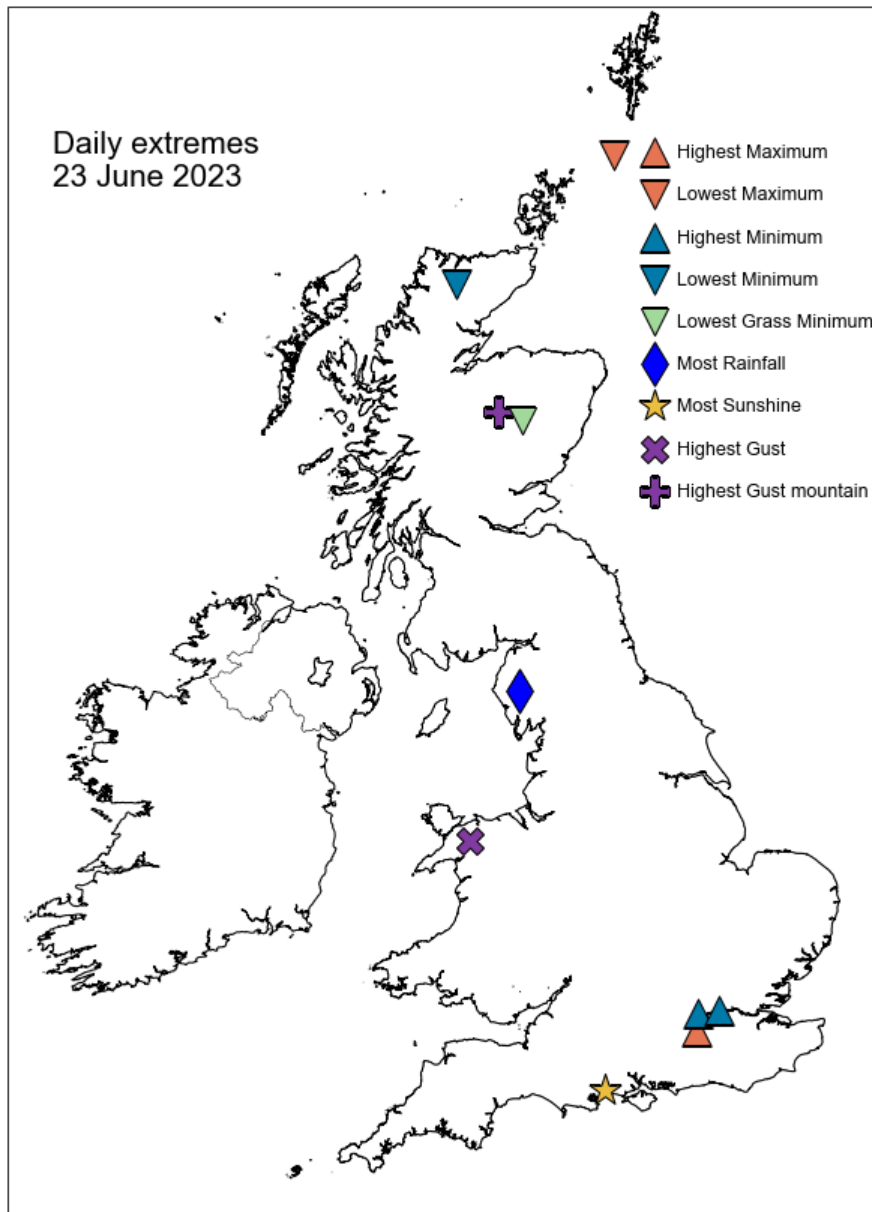 Daily extremes
23 June 2023
Highest Maximum
Lowest Maximum
Highest Minimum
Lowest Minimum
Lowest Grass Minimum
Most Rainfall
Most Sunshine
Highest Gust
Highest Gust mountain